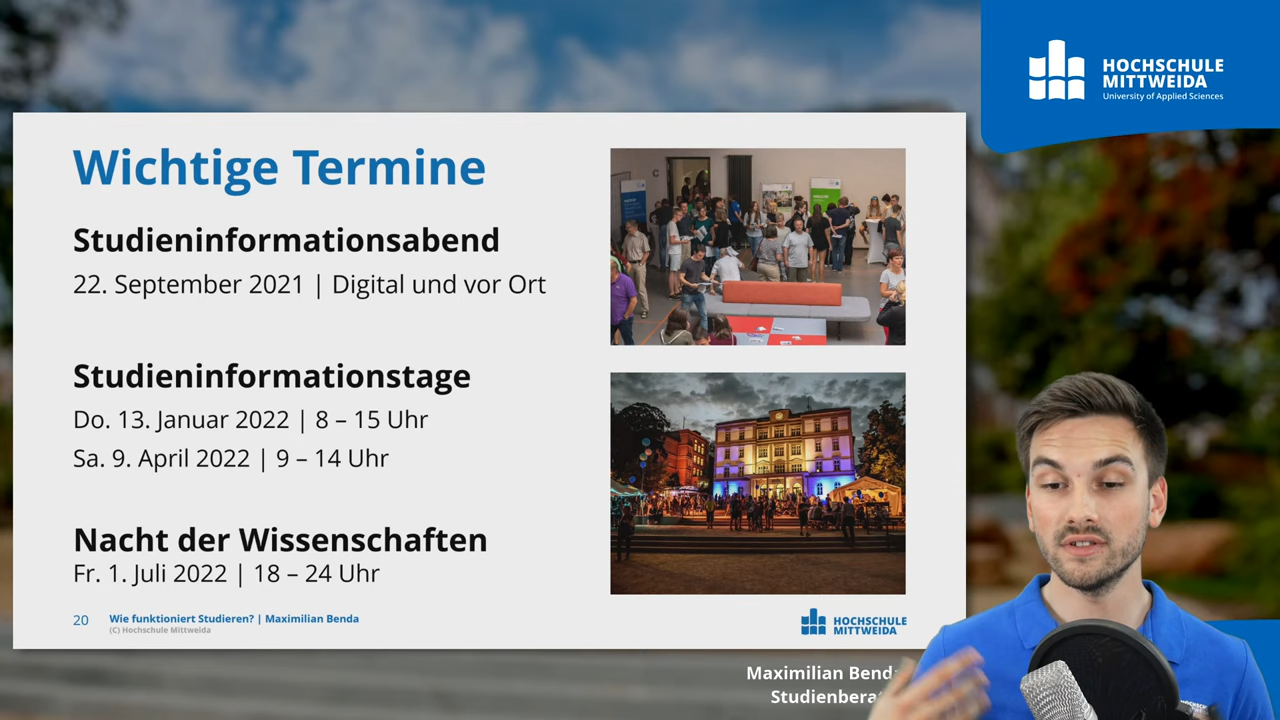 HOCHSCHULE
MITTWEIDA
University of Applied Sciences
Wichtige Termine
Studieninformationsabend
22. September 2021 | Digital und vor Ort
Studieninformationstage
Do. 13. Januar 2022 | 8 – 15 Uhr
Sa. 9. April 2022 | 9 – 14 Uhr
Nacht der Wissenschaften
Fr. 1. Juli 2022 | 18 – 24 Uhr
20
Wie funktioniert Studieren? | Maximilian Benda
(C) Hochschule Mittweida
HOCHSCHULE
MITTWEIDA
Maximilian Benda